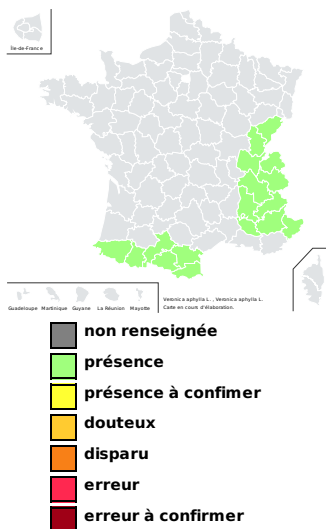 Île-de-France
Veronica aphylla L. , Veronica aphylla L.
Carte en cours d'élaboration.
Guadeloupe Martinique Guyane La Réunion Mayotte
non renseignée
présence
présence à confimer
douteux
disparu
erreur
erreur à confirmer